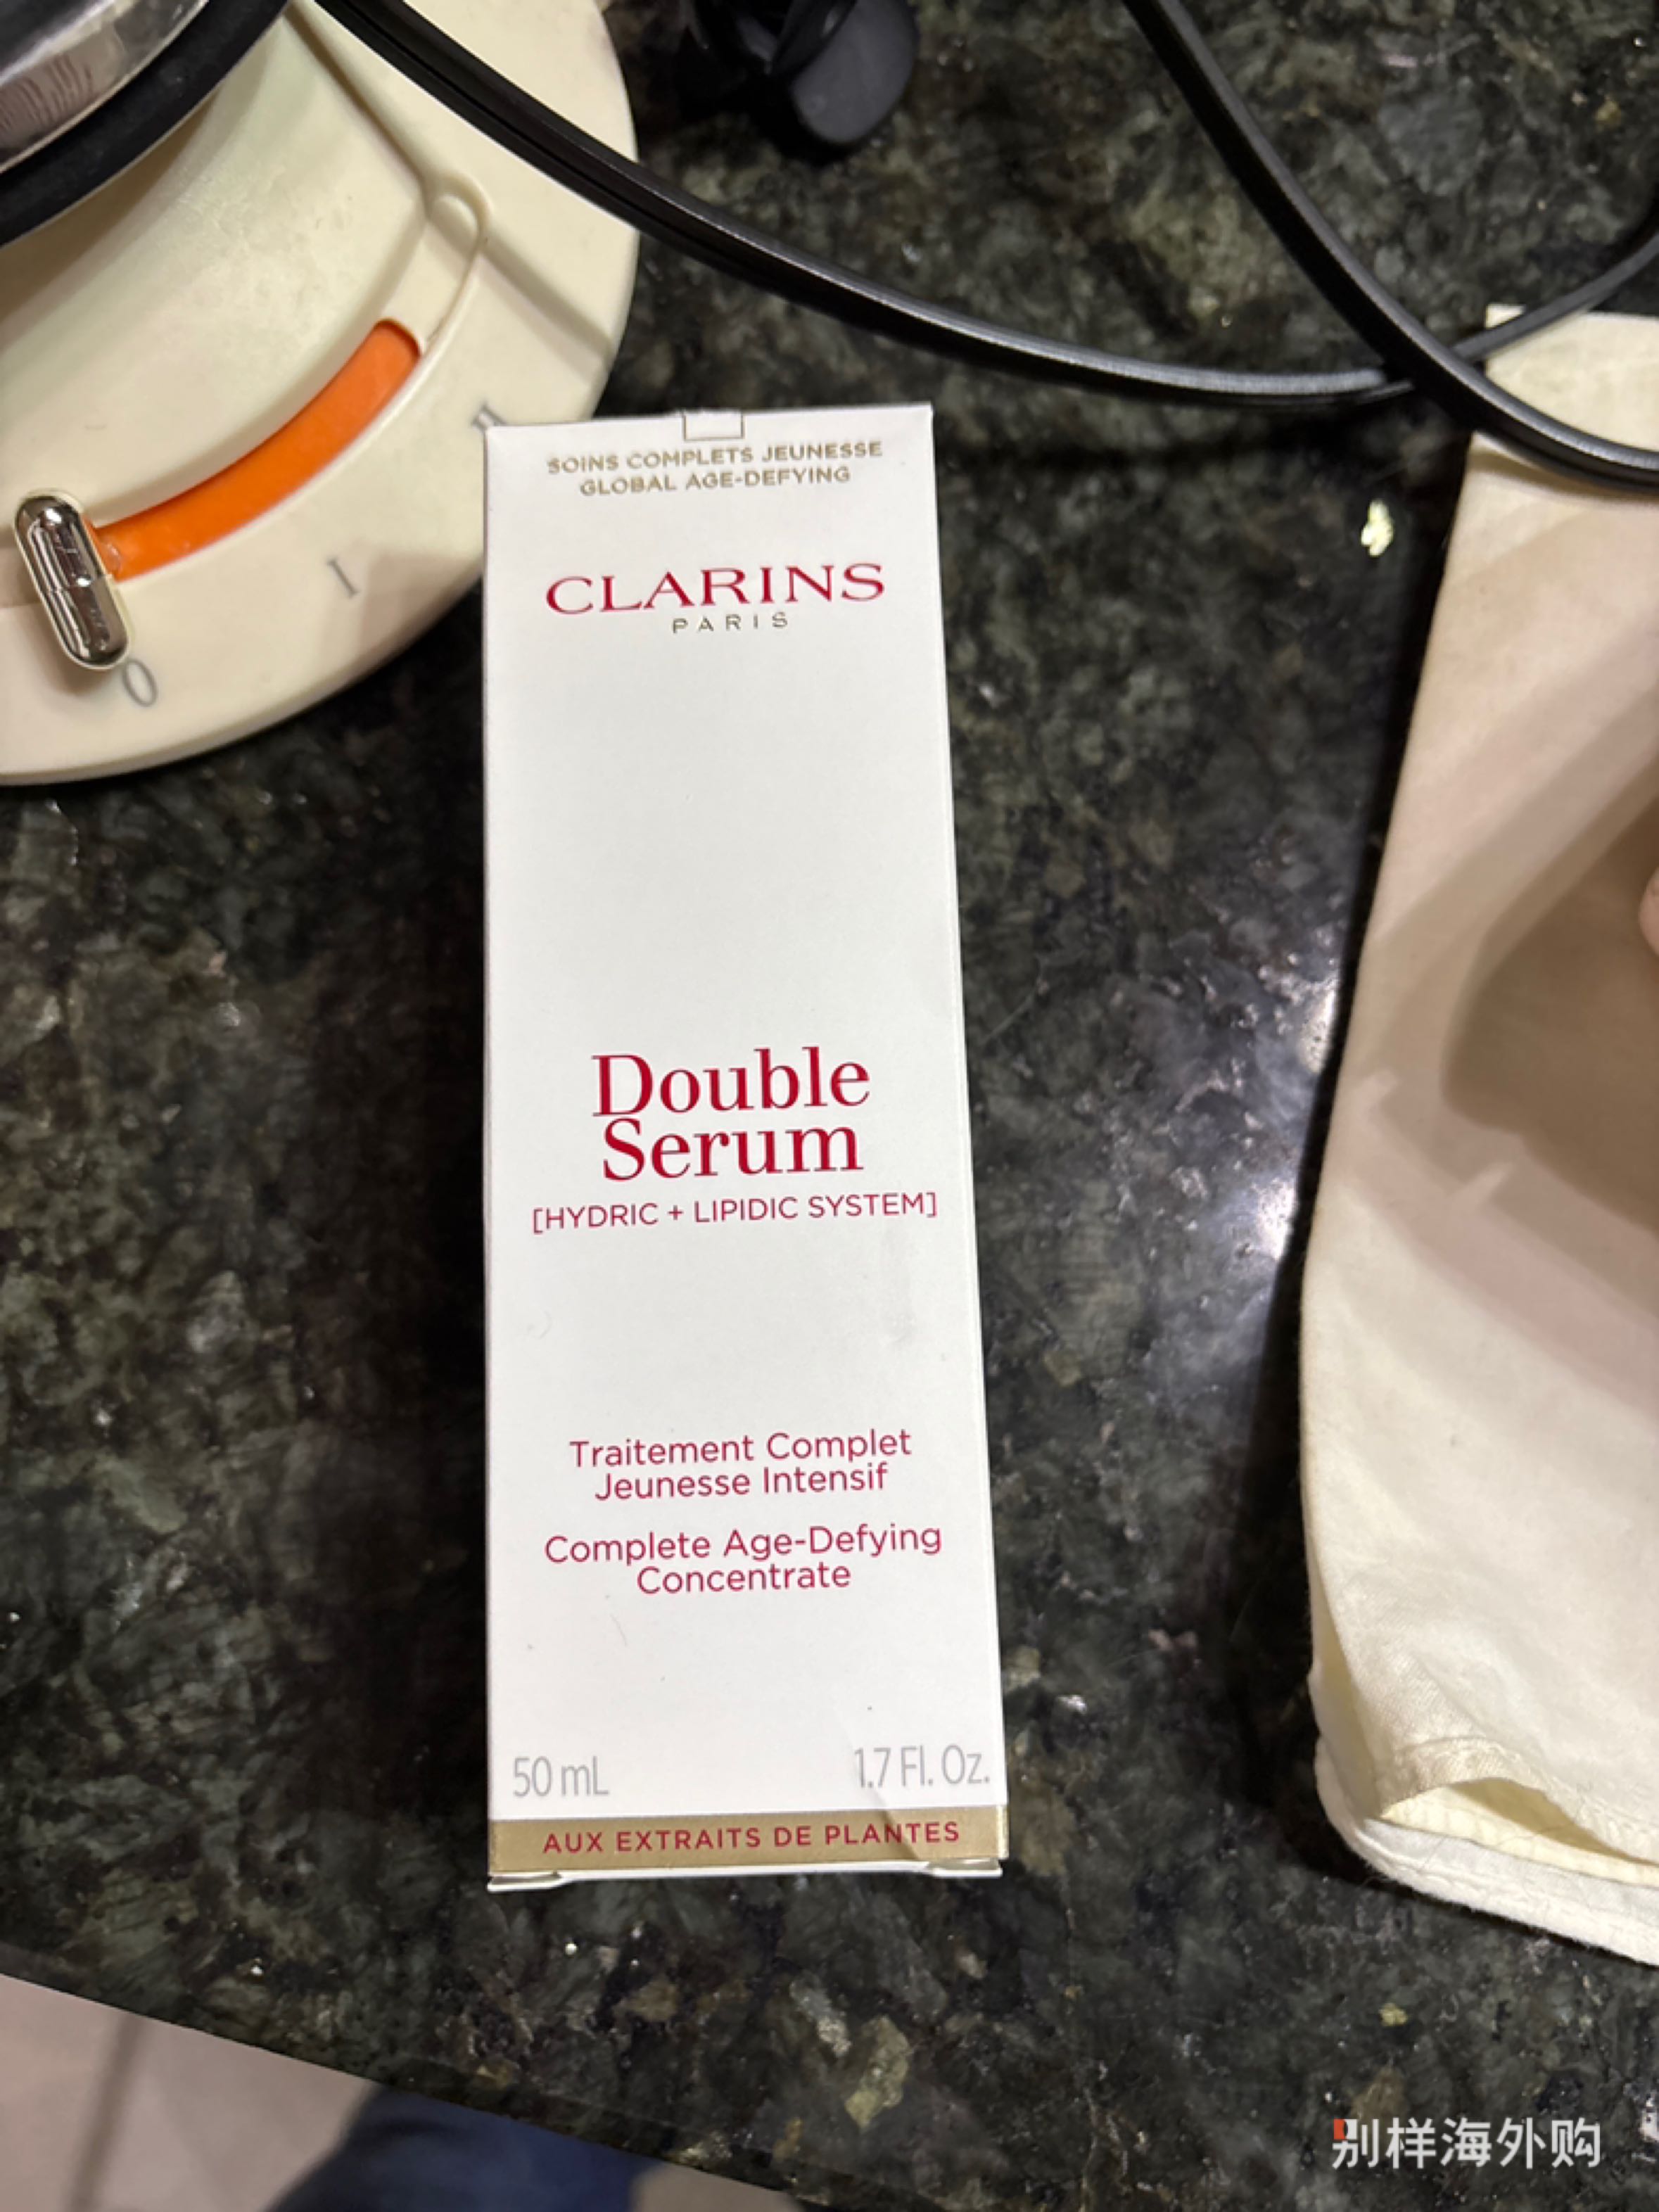 SOINS COMPLETS JEUNESSE
GLOBAL AGE-DEFYING
CLARINS
PARIS
II
I
O
Double
Serum
[HYDRIC + LIPIDIC SYSTEM]
Traitement Complet
Jeunesse Intensif
Complete Age-Defying
Concentrate
50 mL 1.7 Fl. Oz.
AUX EXTRAITS DE PLANTES
别样海外购